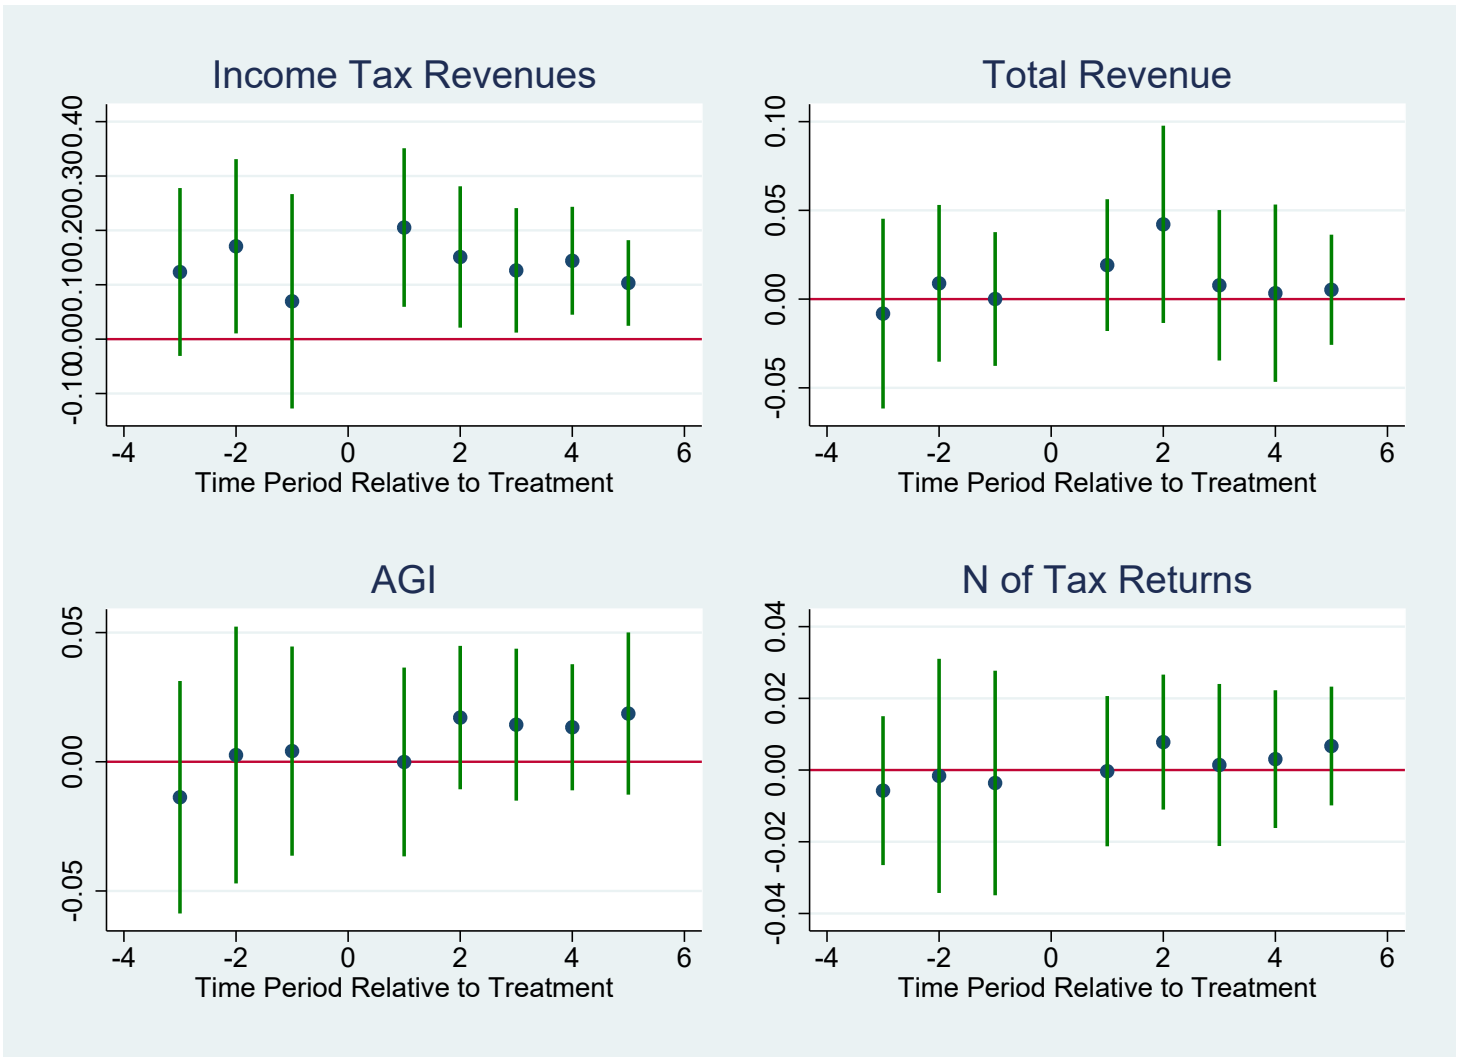 Income Tax Revenues
0.40
0.30
0.20
0.10
0.00
-0.10
-4 -2 0 2 4 6
Time Period Relative to Treatment
Total Revenue
0.10
0.05
0.00
-0.05
-4 -2 0 2 4 6
Time Period Relative to Treatment
AGI
0.05
0.00
-0.05
-4 -2 0 2 4 6
Time Period Relative to Treatment
N of Tax Returns
0.04
0.02
0.00
-0.02
-0.04
-4 -2 0 2 4 6
Time Period Relative to Treatment